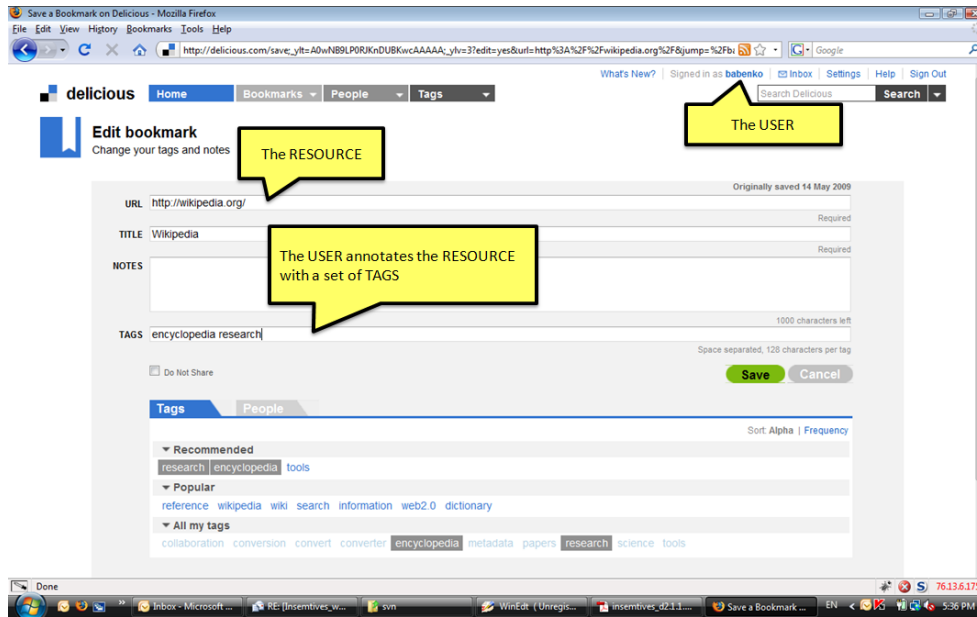 Save a Bookmark on Delicious - Mozilla Firefox
File Edit View History Bookmarks Tools Help
http://delicious.com/save;_ylt=A0wNB9LP0RJKnDUBKwcAAAAA;_ylv=3?edit=yes&url=http%3A%2F%2Fwikipedia.org%2F&jump=%2Fb Google
What's New? | Signed in as babenko | Inbox | Settings | Help | Sign Out
delicious Home Bookmarks People Tags Search Delicious Search
The USER
Edit bookmark
Change your tags and notes
The RESOURCE
Originally saved 14 May 2009
URL http://wikipedia.org/
Required
TITLE Wikipedia
Required
The USER annotates the RESOURCE
with a set of TAGS
NOTES
1000 characters left
TAGS encyclopedia research
Space separated, 128 characters per tag
Do Not Share
Save Cancel
Tags People
Sort: Alpha | Frequency
Recommended
research encyclopedia tools
Popular
reference wikipedia wiki search information web2.0 dictionary
All my tags
collaboration conversion convert converter encyclopedia metadata papers research science tools
Done 76.13.6.175
Inbox - Microsoft ... RE: [Insemtives_w... svn WinEdt (Unregis... insemtives_d2.1.1.... Save a Bookmark ... EN 5:36 PM